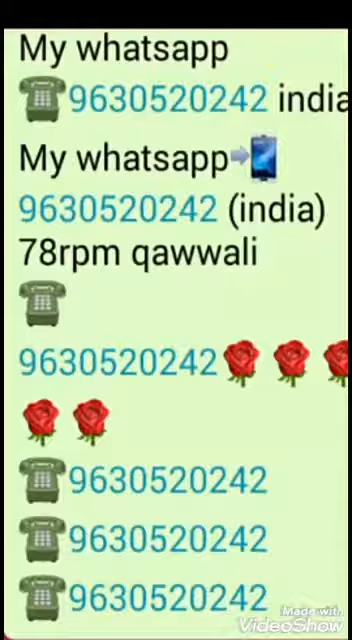 My whatsapp
☎9630520242 india
My whatsapp➡📱
9630520242 (india)
78rpm qawwali
☎
9630520242🌹🌹🌹
🌹🌹
☎9630520242
☎9630520242
☎9630520242
Made with
VideoShow